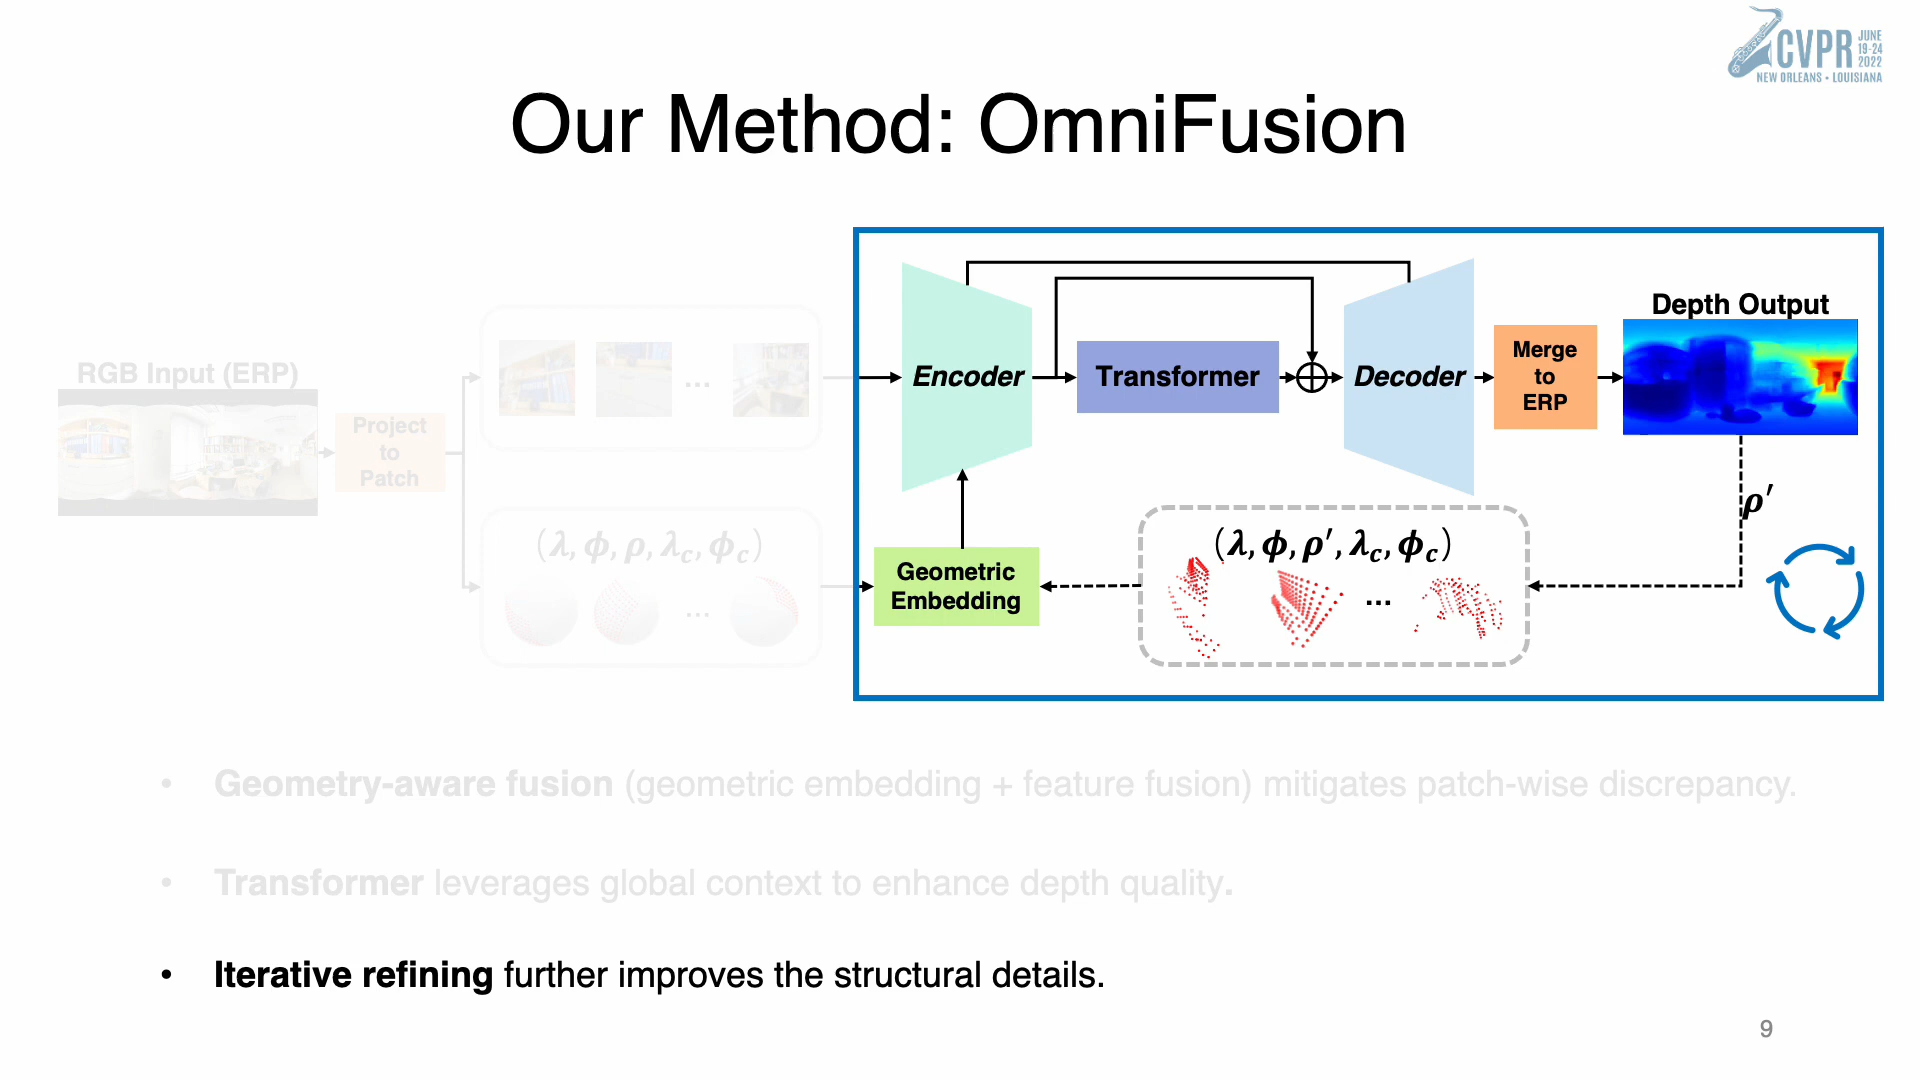 CVPR JUNE 19-24 2022
NEW ORLEANS • LOUISIANA
Our Method: OmniFusion
RGB Input (ERP)
Project
to
Patch
...
(λ, ϕ, ρ, λc, ϕc)
...
Encoder
Transformer
Decoder
Merge
to
ERP
Depth Output
ρ′
Geometric
Embedding
(λ, ϕ, ρ′, λc, ϕc)
...
• Geometry-aware fusion (geometric embedding + feature fusion) mitigates patch-wise discrepancy.
• Transformer leverages global context to enhance depth quality.
• Iterative refining further improves the structural details.
9